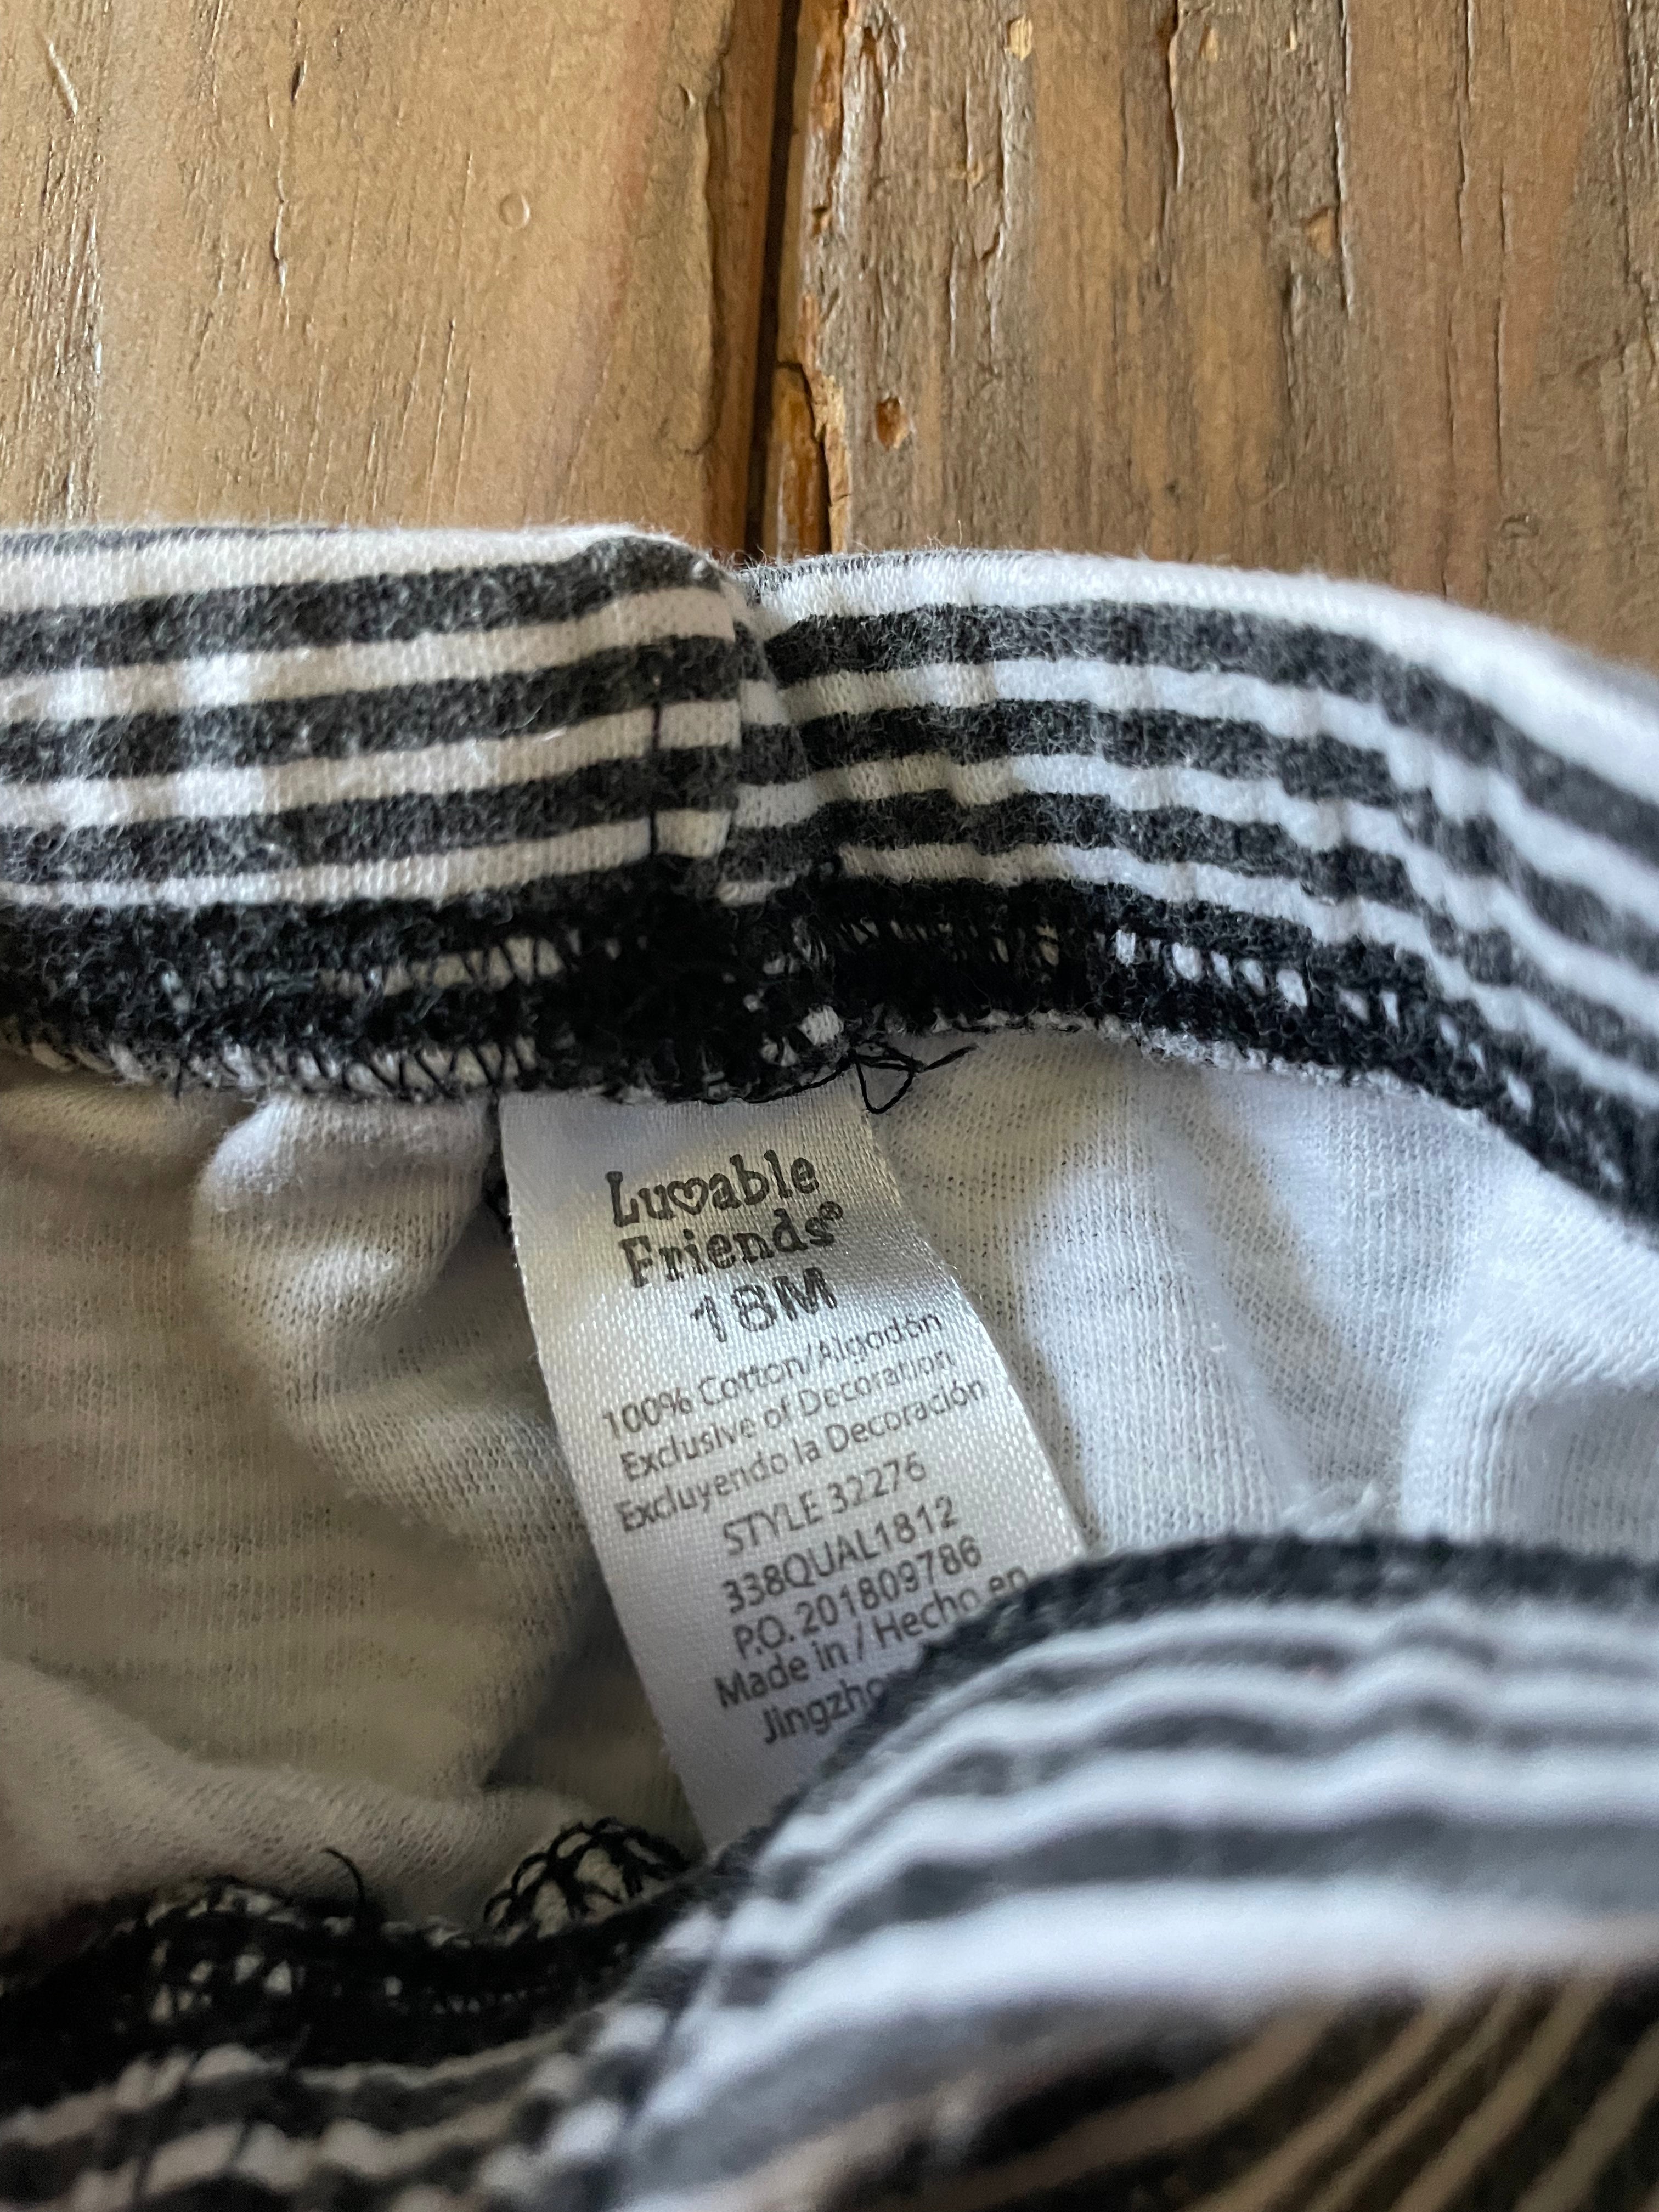 Luvable
Friends®
18M
100% Cotton/Algodón
Exclusive of Decoration
Excluyendo la Decoración
STYLE 32276
338QUAL1812
P.O. 201809786
Made in / Hecho en